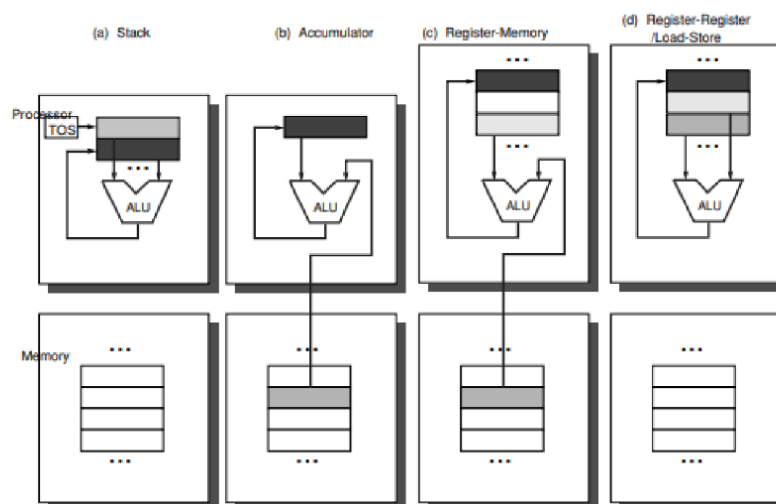 (a) Stack
(b) Accumulator
(c) Register-Memory
(d) Register-Register
/Load-Store
Processor
TOS
...
ALU
ALU
...
...
ALU
...
...
ALU
Memory
...
...
...
...
...
...
...
...